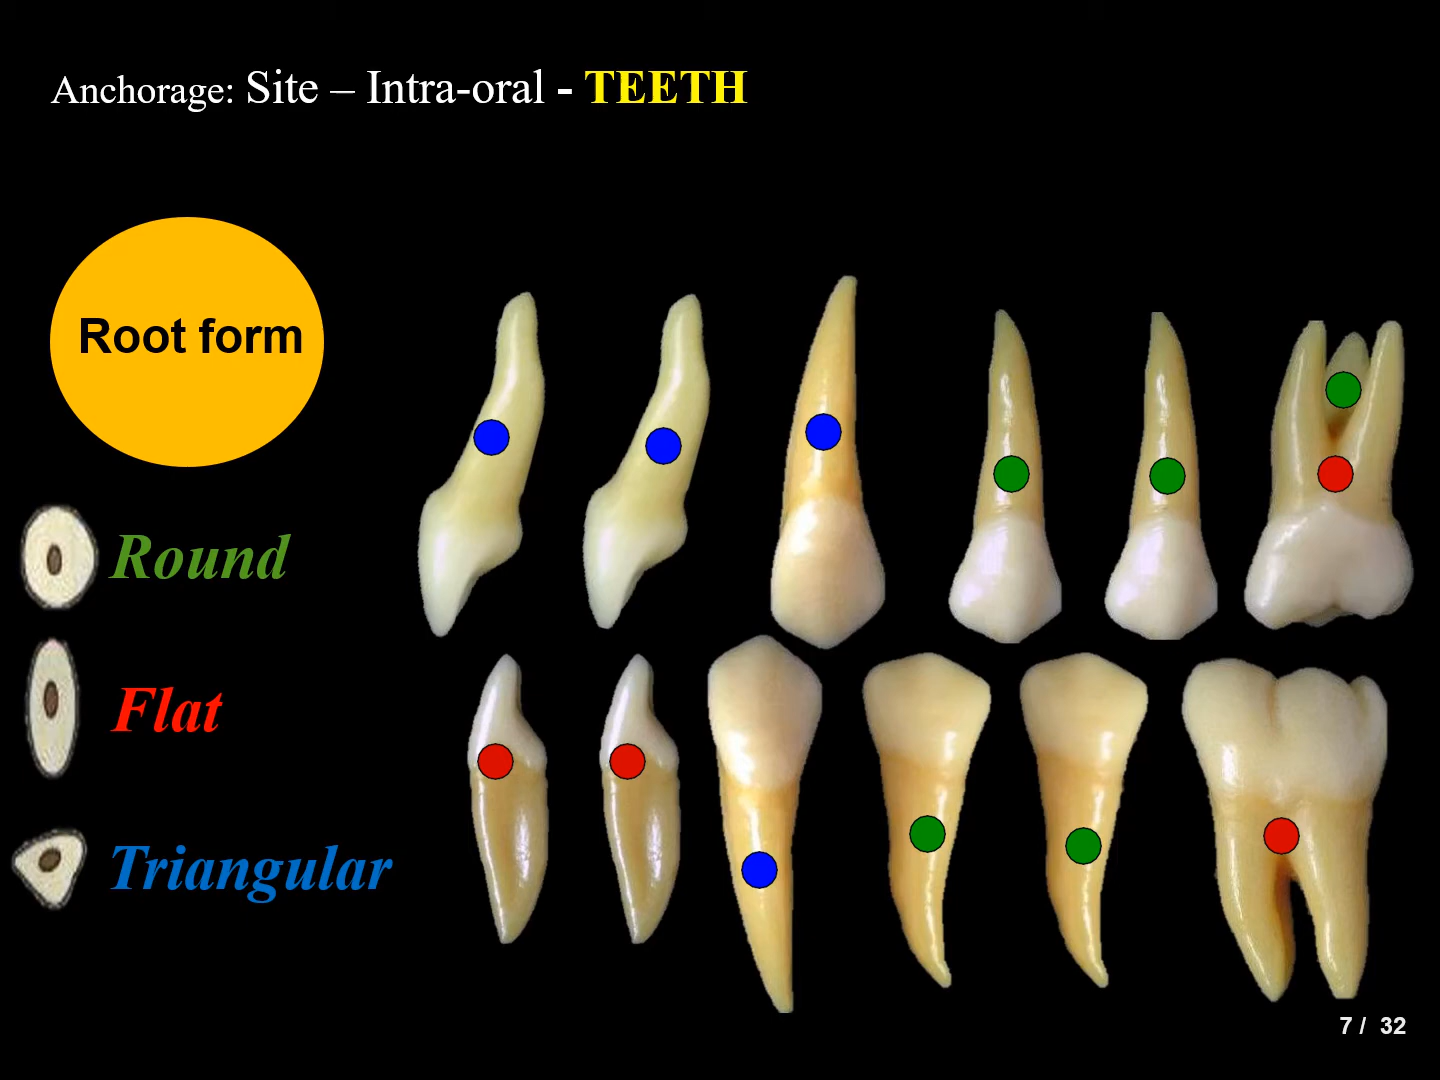 Anchorage: Site – Intra-oral - TEETH
Root form
Round
Flat
Triangular
7 / 32